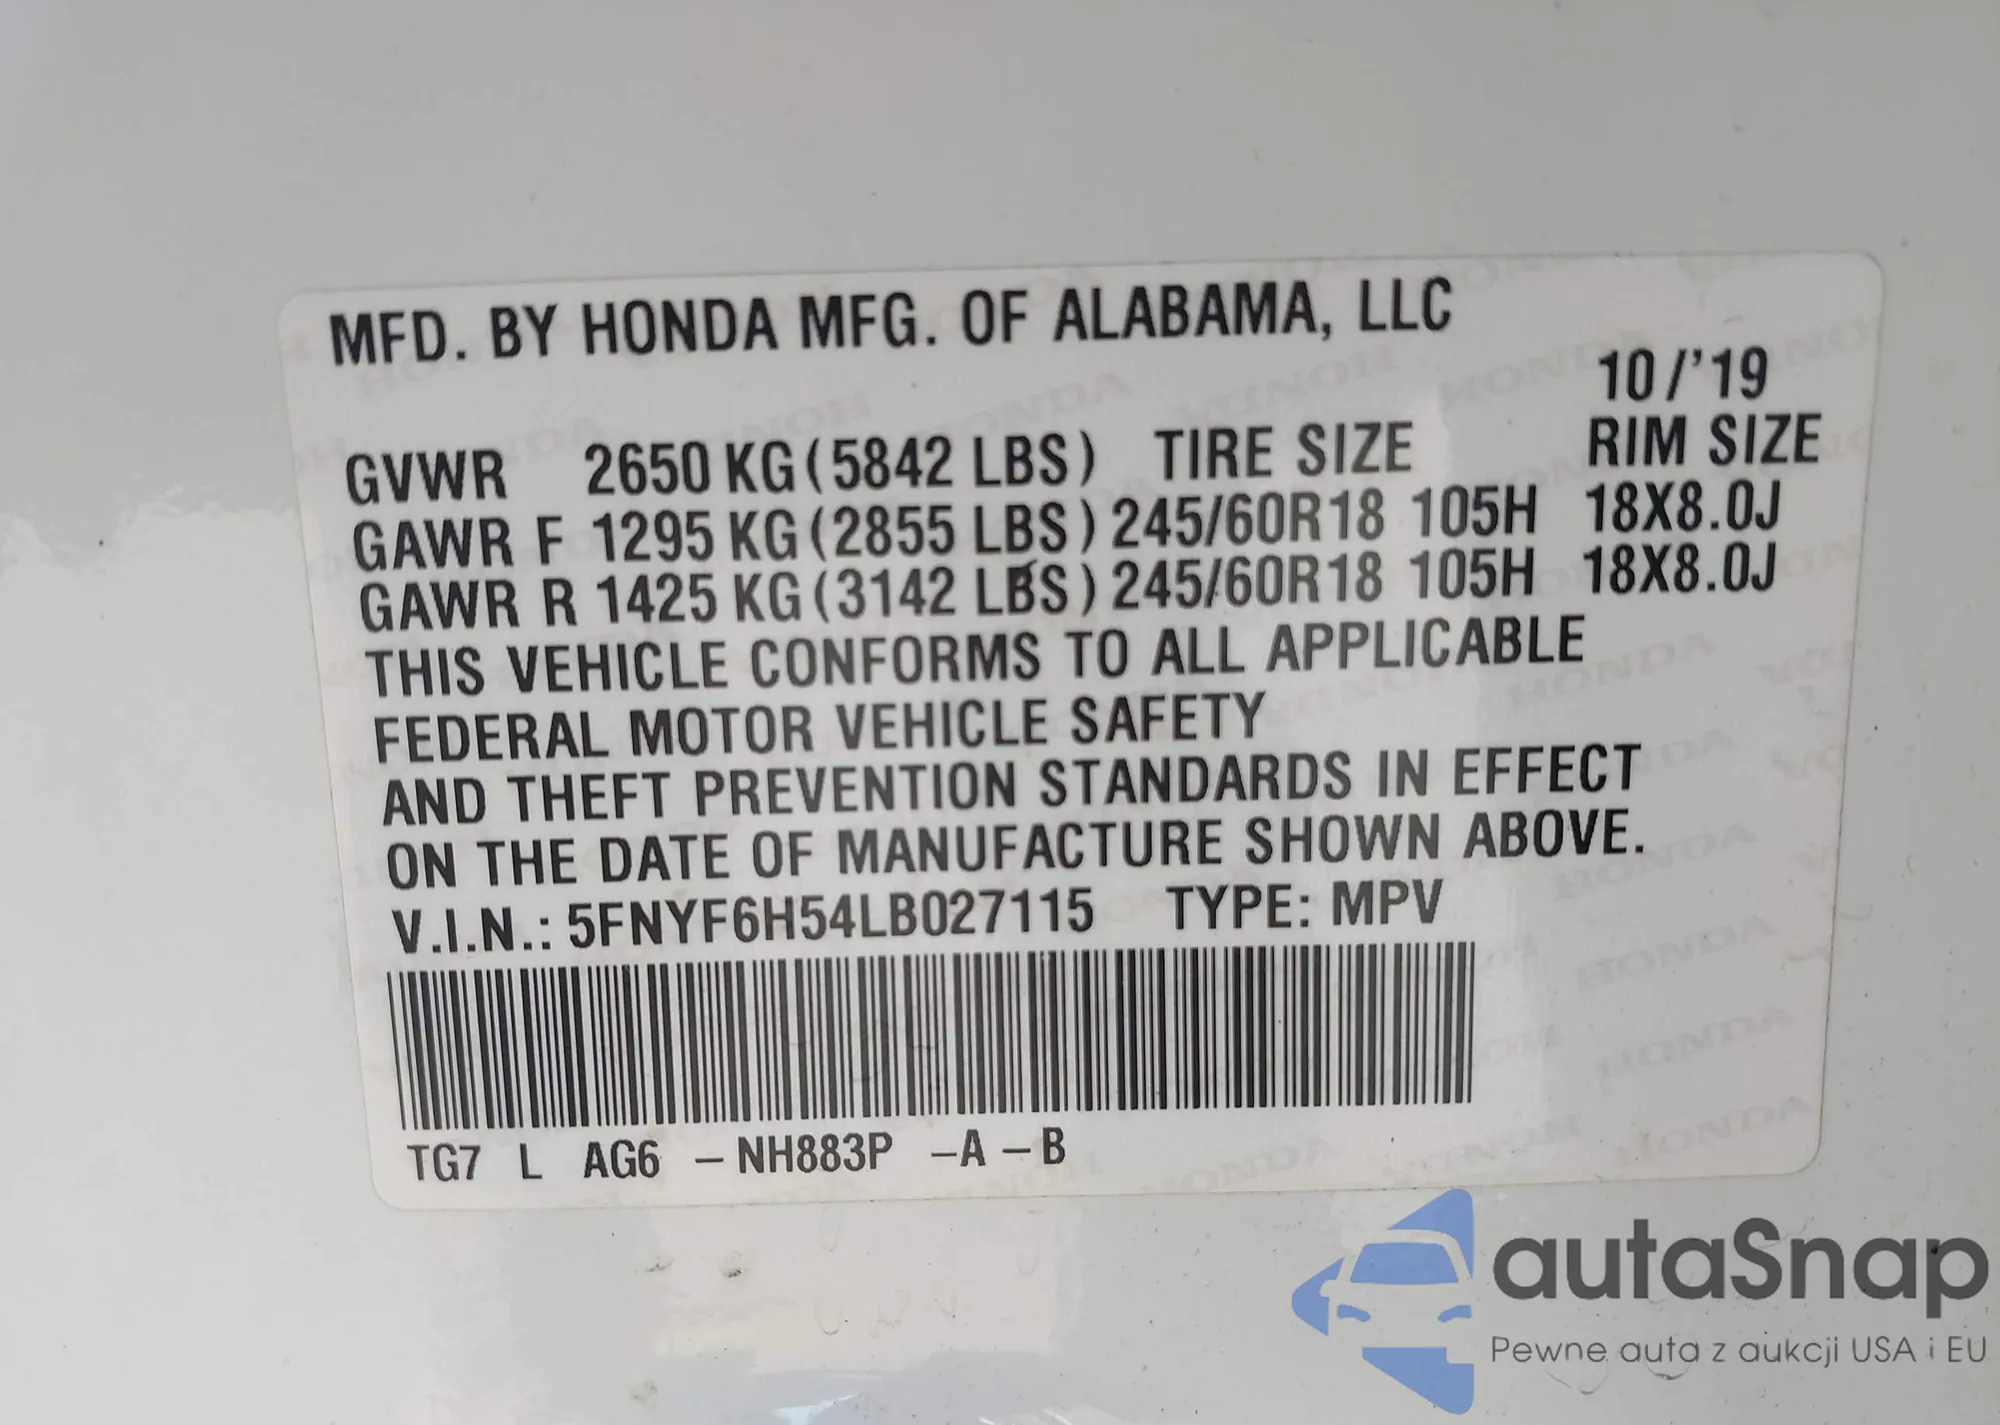 MFD. BY HONDA MFG. OF ALABAMA, LLC
10/'19
GVWR 2650 KG (5842 LBS) TIRE SIZE RIM SIZE
GAWR F 1295 KG (2855 LBS) 245/60R18 105H 18X8.0J
GAWR R 1425 KG (3142 LBS) 245/60R18 105H 18X8.0J
THIS VEHICLE CONFORMS TO ALL APPLICABLE
FEDERAL MOTOR VEHICLE SAFETY
AND THEFT PREVENTION STANDARDS IN EFFECT
ON THE DATE OF MANUFACTURE SHOWN ABOVE.
V.I.N.: 5FNYF6H54LB027115 TYPE: MPV
TG7 L AG6 – NH883P –A – B
autaSnap
Pewne auta z aukcji USA i EU